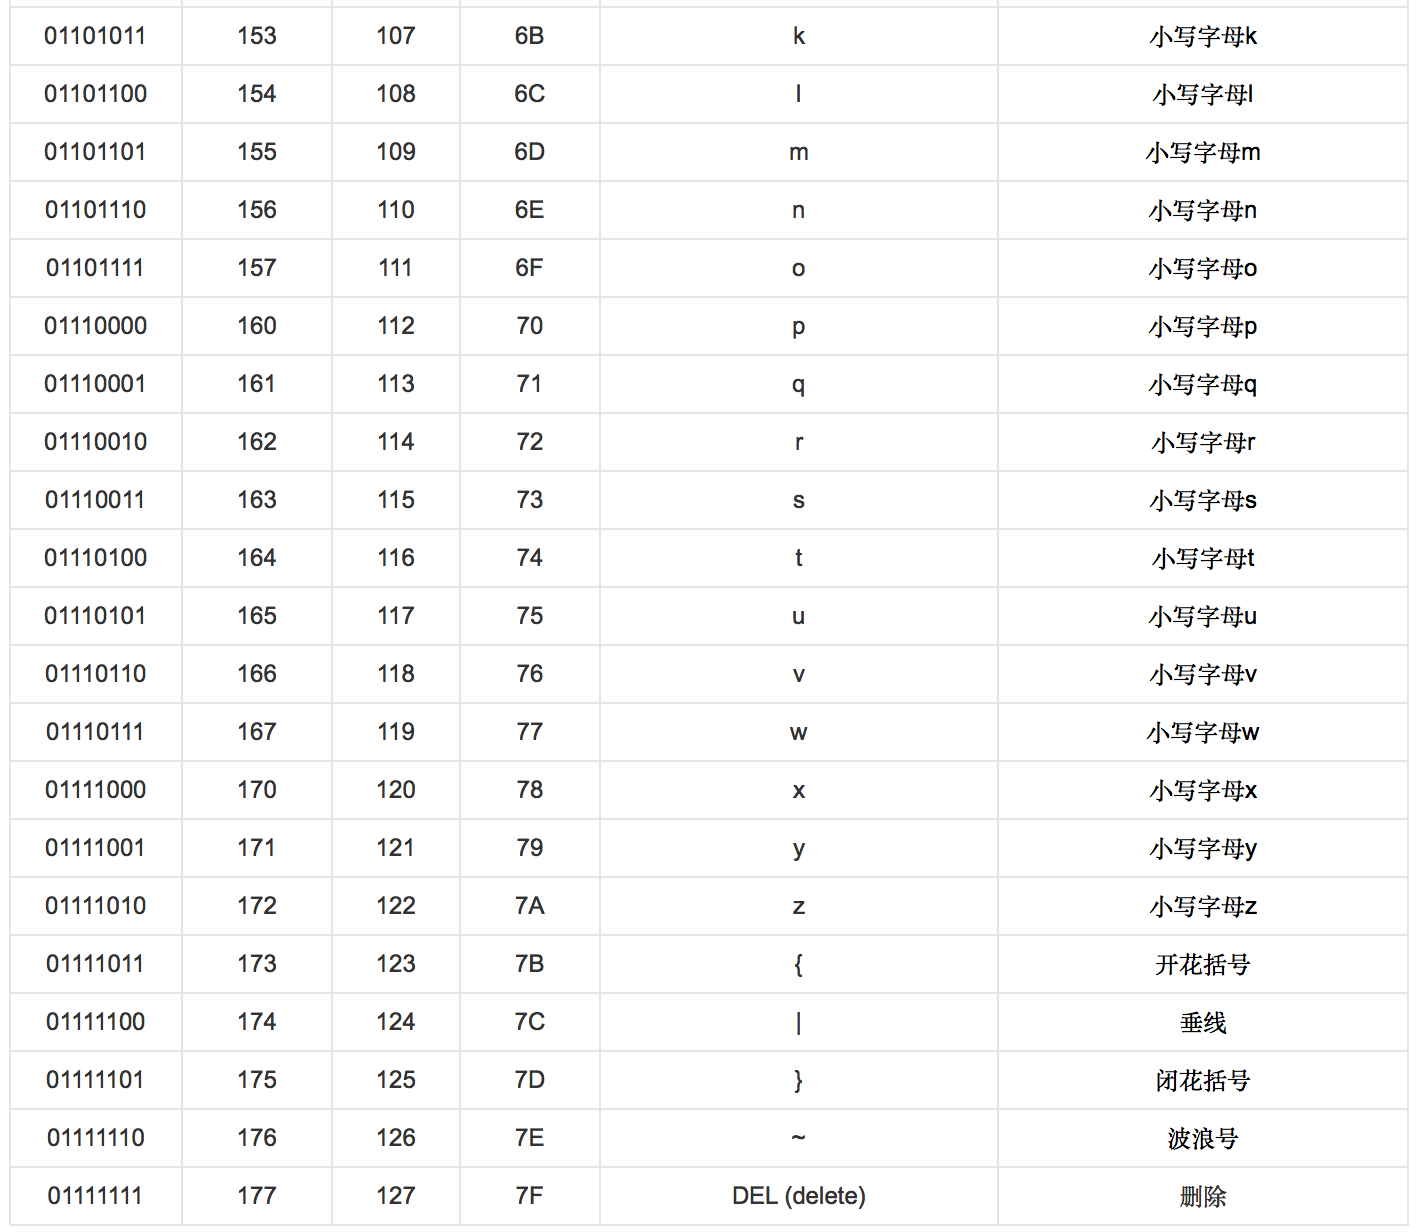 01101011 153 107 6B k 小写字母k
01101100 154 108 6C l 小写字母l
01101101 155 109 6D m 小写字母m
01101110 156 110 6E n 小写字母n
01101111 157 111 6F o 小写字母o
01110000 160 112 70 p 小写字母p
01110001 161 113 71 q 小写字母q
01110010 162 114 72 r 小写字母r
01110011 163 115 73 s 小写字母s
01110100 164 116 74 t 小写字母t
01110101 165 117 75 u 小写字母u
01110110 166 118 76 v 小写字母v
01110111 167 119 77 w 小写字母w
01111000 170 120 78 x 小写字母x
01111001 171 121 79 y 小写字母y
01111010 172 122 7A z 小写字母z
01111011 173 123 7B { 开花括号
01111100 174 124 7C | 垂线
01111101 175 125 7D } 闭花括号
01111110 176 126 7E ~ 波浪号
01111111 177 127 7F DEL (delete) 删除